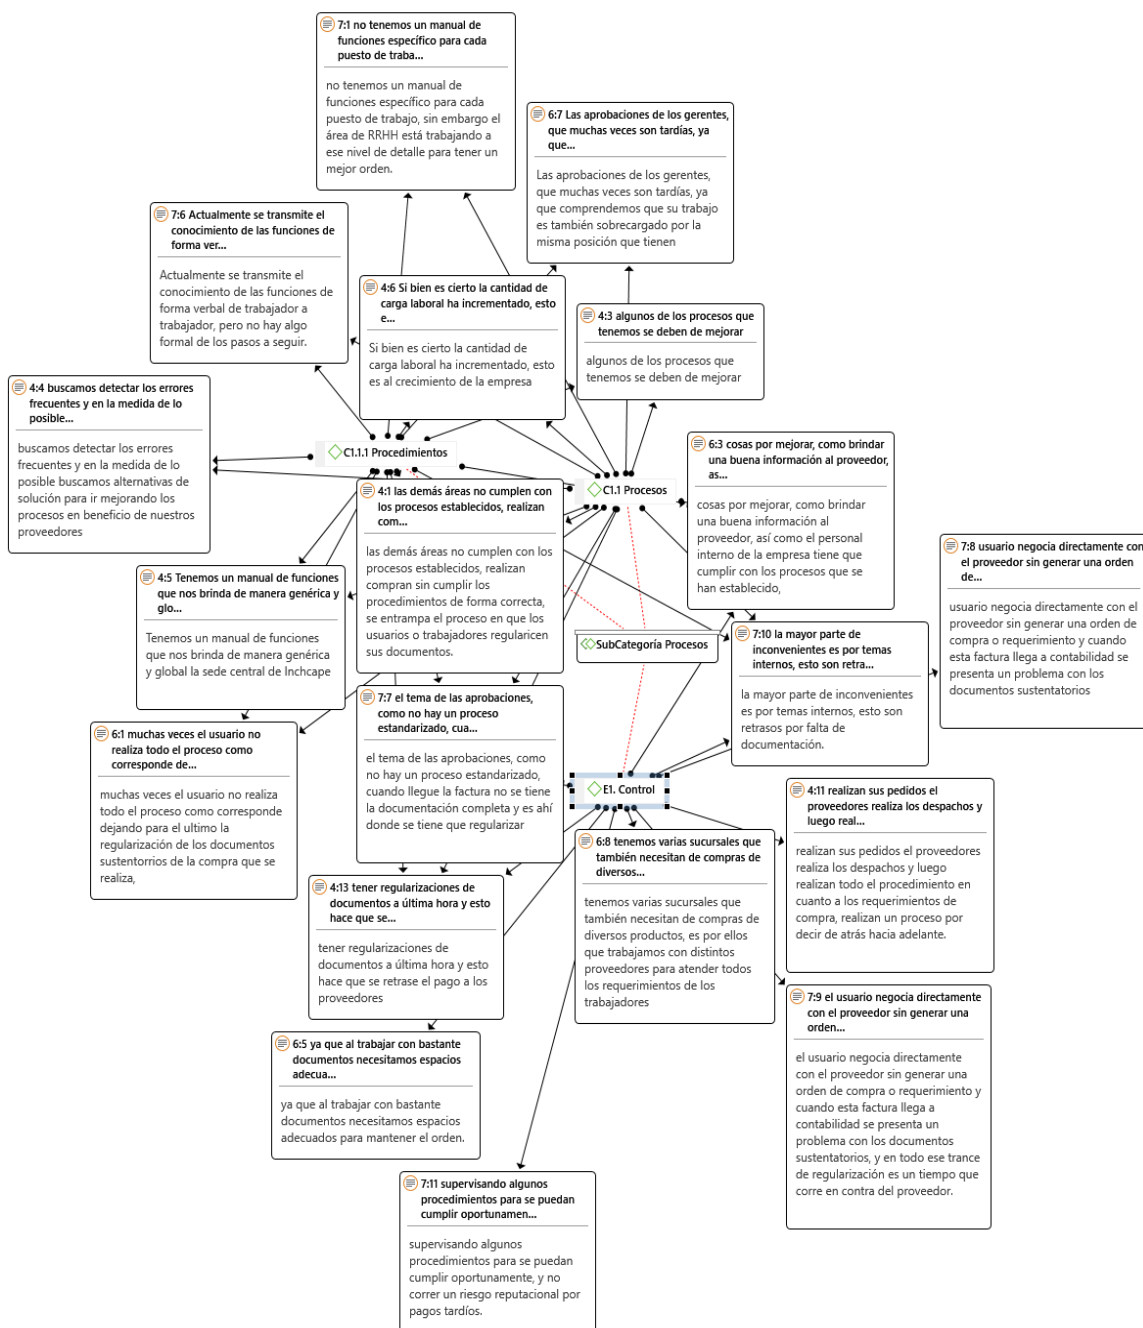 7:1 no tenemos un manual de
funciones específico para cada
puesto de traba...
no tenemos un manual de
funciones específico para cada
puesto de trabajo, sin embargo el
área de RRHH está trabajando a
ese nivel de detalle para tener un
mejor orden.
6:7 Las aprobaciones de los gerentes,
que muchas veces son tardías, ya
que...
Las aprobaciones de los gerentes,
que muchas veces son tardías, ya
que comprendemos que su trabajo
es también sobrecargado por la
misma posición que tienen
7:6 Actualmente se transmite el
conocimiento de las funciones de
forma ver...
Actualmente se transmite el
conocimiento de las funciones de
forma verbal de trabajador a
trabajador, pero no hay algo
formal de los pasos a seguir.
4:6 Si bien es cierto la cantidad de
carga laboral ha incrementado, esto
e...
Si bien es cierto la cantidad de
carga laboral ha incrementado, esto
es al crecimiento de la empresa
4:3 algunos de los procesos que
tenemos se deben de mejorar
algunos de los procesos que
tenemos se deben de mejorar
4:4 buscamos detectar los errores
frecuentes y en la medida de lo
posible...
buscamos detectar los errores
frecuentes y en la medida de lo
posible buscamos alternativas de
solución para ir mejorando los
procesos en beneficio de nuestros
proveedores
C1.1.1 Procedimientos
C1.1 Procesos
6:3 cosas por mejorar, como brindar
una buena información al proveedor,
as...
cosas por mejorar, como brindar
una buena información al
proveedor, así como el personal
interno de la empresa tiene que
cumplir con los procesos que se
han establecido,
4:1 las demás áreas no cumplen con
los procesos establecidos, realizan
com...
las demás áreas no cumplen con los
procesos establecidos, realizan
compran sin cumplir los
procedimientos de forma correcta,
se entrampa el proceso en que los
usuarios o trabajadores regularicen
sus documentos.
7:8 usuario negocia directamente con
el proveedor sin generar una orden
de...
usuario negocia directamente con el
proveedor sin generar una orden de
compra o requerimiento y cuando
esta factura llega a contabilidad se
presenta un problema con los
documentos sustentatorios
4:5 Tenemos un manual de funciones
que nos brinda de manera genérica y
glo...
Tenemos un manual de funciones
que nos brinda de manera genérica
y global la sede central de Inchcape
SubCategoría Procesos
7:10 la mayor parte de
inconvenientes es por temas
internos, esto son retra...
la mayor parte de inconvenientes
es por temas internos, esto son
retrasos por falta de
documentación.
7:7 el tema de las aprobaciones,
como no hay un proceso
estandarizado, cua...
el tema de las aprobaciones, como
no hay un proceso estandarizado,
cuando llegue la factura no se tiene
la documentación completa y es ahí
donde se tiene que regularizar
6:1 muchas veces el usuario no
realiza todo el proceso como
corresponde de...
muchas veces el usuario no realiza
todo el proceso como corresponde
dejando para el ultimo la
regularización de los documentos
sustentorrios de la compra que se
realiza,
E1. Control
4:11 realizan sus pedidos el
proveedores realiza los despachos y
luego real...
realizan sus pedidos el proveedores
realiza los despachos y luego
realizan todo el procedimiento en
cuanto a los requerimientos de
compra, realizan un proceso por
decir de atrás hacia adelante.
6:8 tenemos varias sucursales que
también necesitan de compras de
diversos...
tenemos varias sucursales que
también necesitan de compras de
diversos productos, es por ellos
que trabajamos con distintos
proveedores para atender todos
los requerimientos de los
trabajadores
4:13 tener regularizaciones de
documentos a última hora y esto
hace que se...
tener regularizaciones de
documentos a última hora y esto
hace que se retrase el pago a los
proveedores
7:9 el usuario negocia directamente
con el proveedor sin generar una
orden...
el usuario negocia directamente
con el proveedor sin generar una
orden de compra o requerimiento y
cuando esta factura llega a
contabilidad se presenta un
problema con los documentos
sustentatorios, y en todo ese trance
de regularización es un tiempo que
corre en contra del proveedor.
6:5 ya que al trabajar con bastante
documentos necesitamos espacios
adecua...
ya que al trabajar con bastante
documentos necesitamos espacios
adecuados para mantener el orden.
7:11 supervisando algunos
procedimientos para se puedan
cumplir oportunamen...
supervisando algunos
procedimientos para se puedan
cumplir oportunamente, y no
correr un riesgo reputacional por
pagos tardíos.